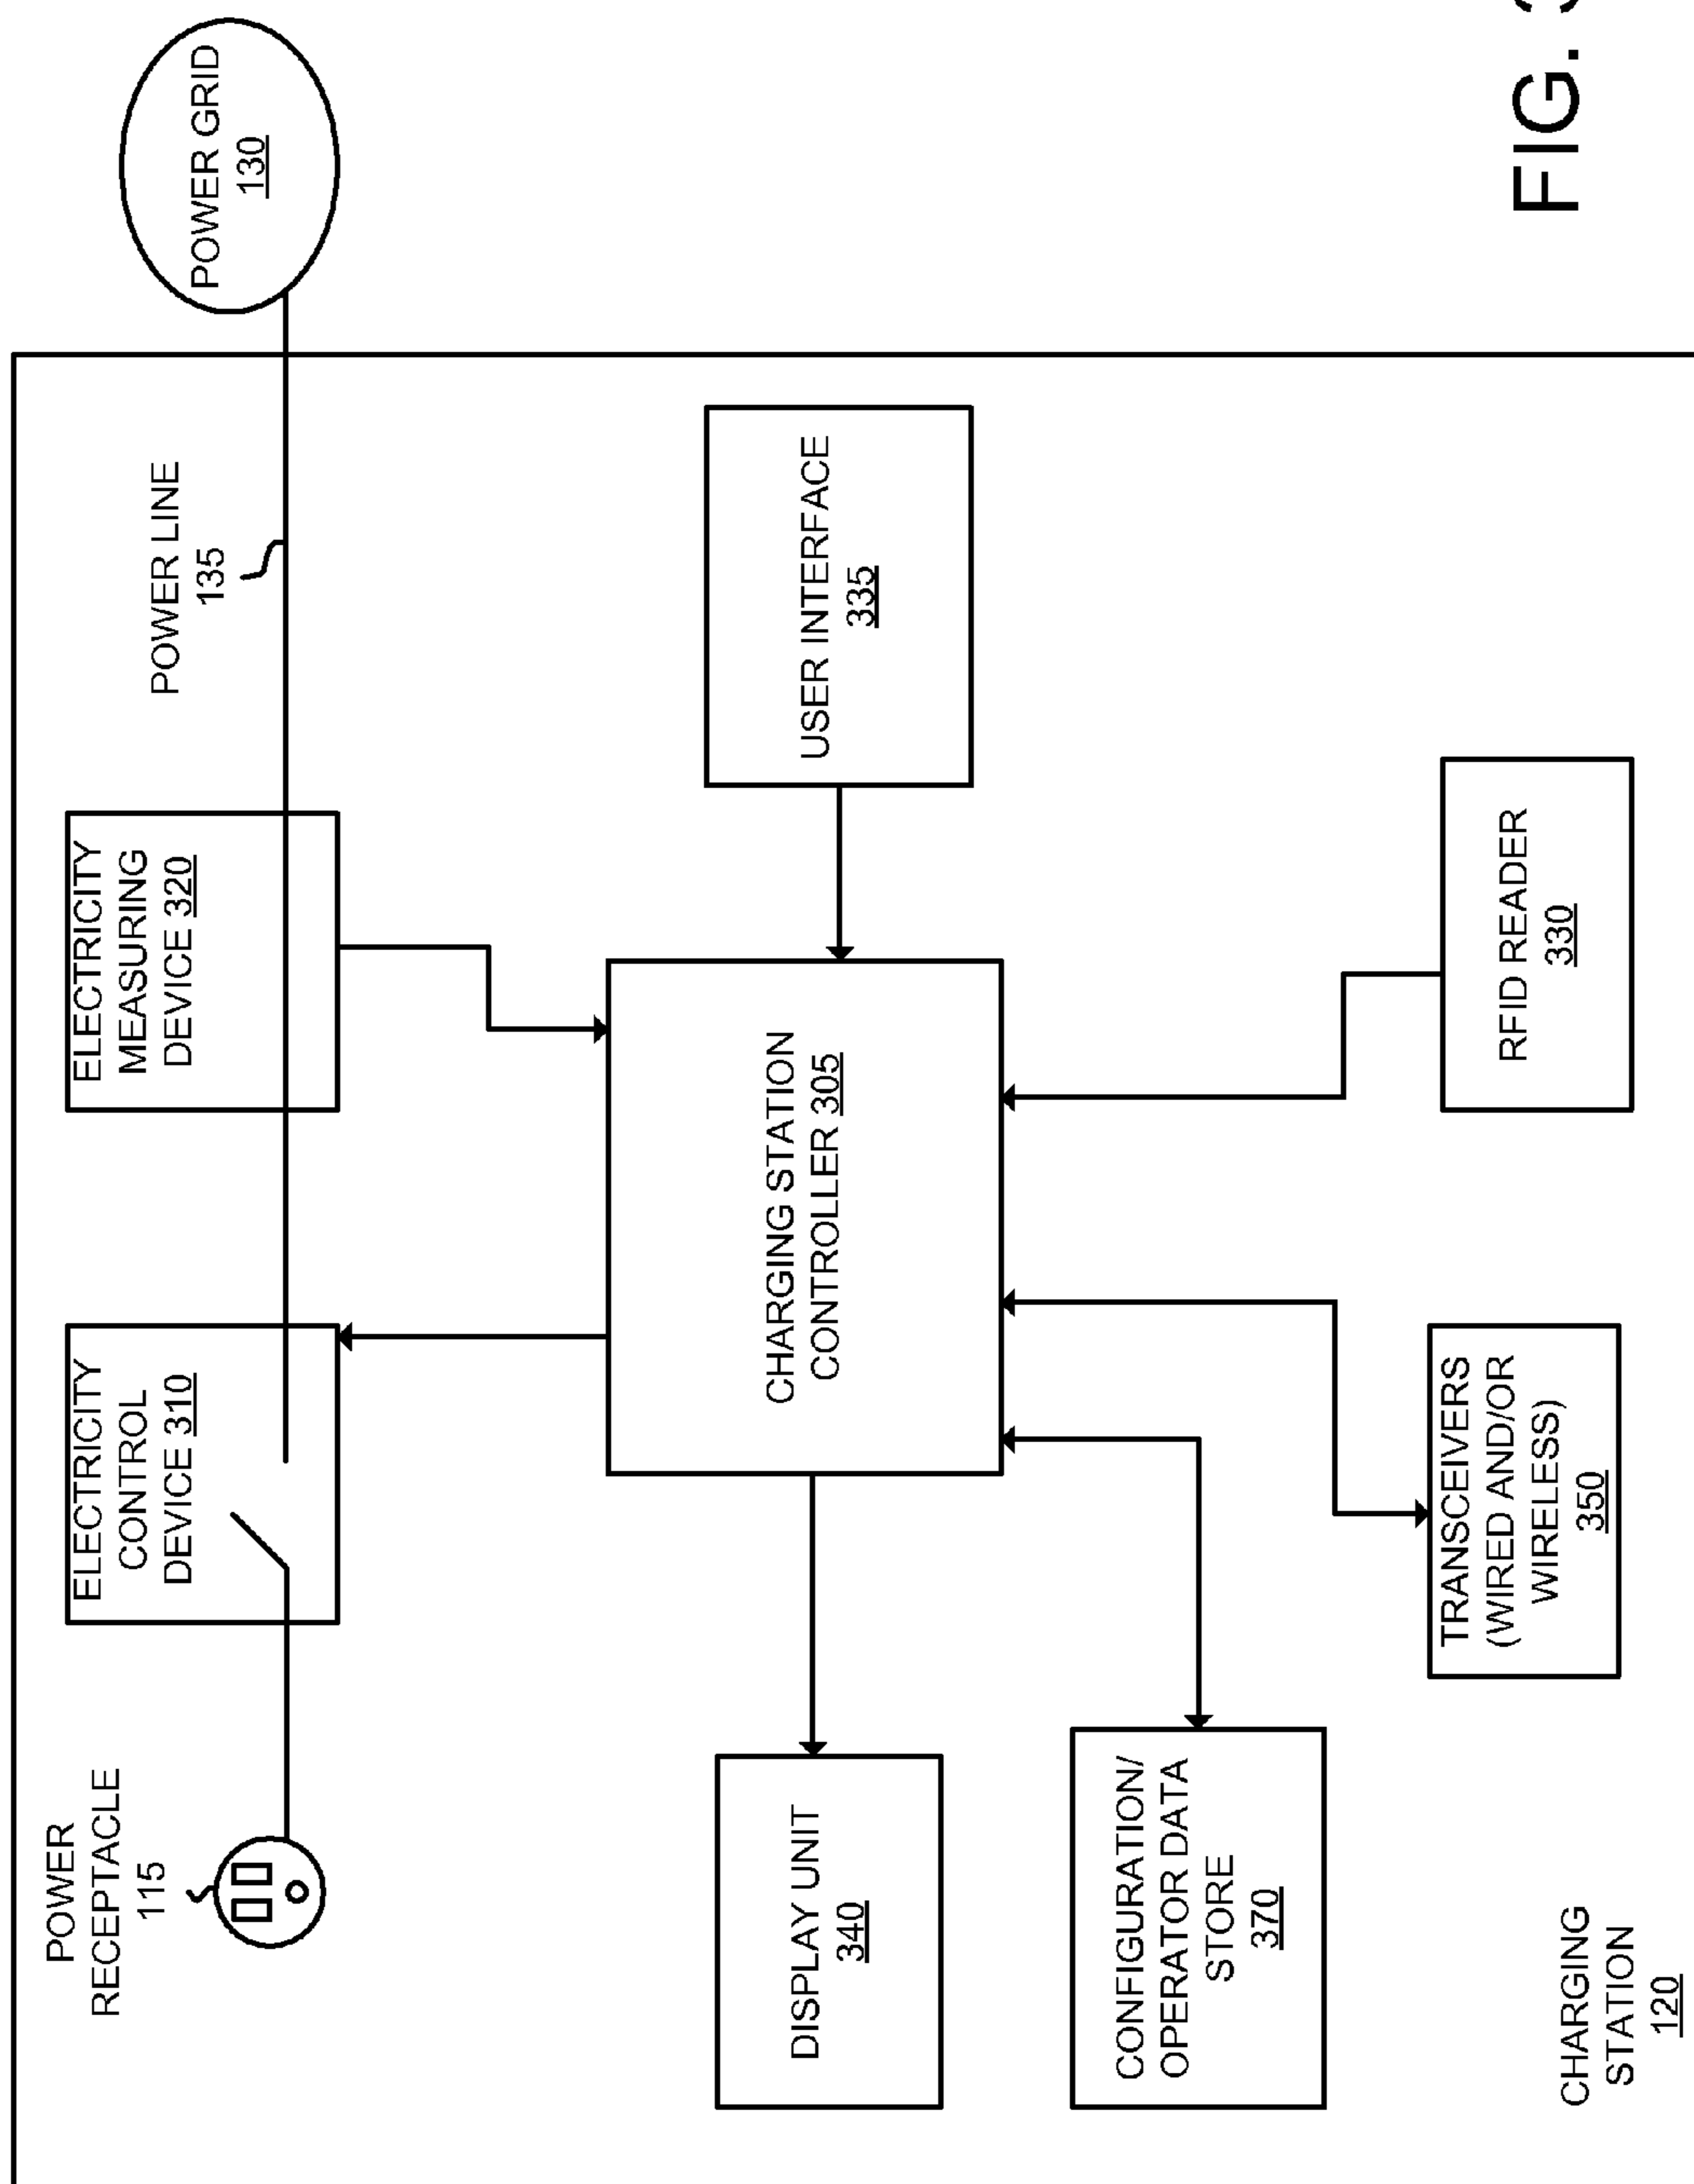 POWER
RECEPTACLE
115
ELECTRICITY
CONTROL
DEVICE 310
ELECTRICITY
MEASURING
DEVICE 320
POWER LINE
135
POWER GRID
130
DISPLAY UNIT
340
CHARGING STATION
CONTROLLER 305
USER INTERFACE
335
CONFIGURATION/
OPERATOR DATA
STORE
370
TRANSCEIVERS
(WIRED AND/OR
WIRELESS)
350
RFID READER
330
CHARGING
STATION
120
FIG.